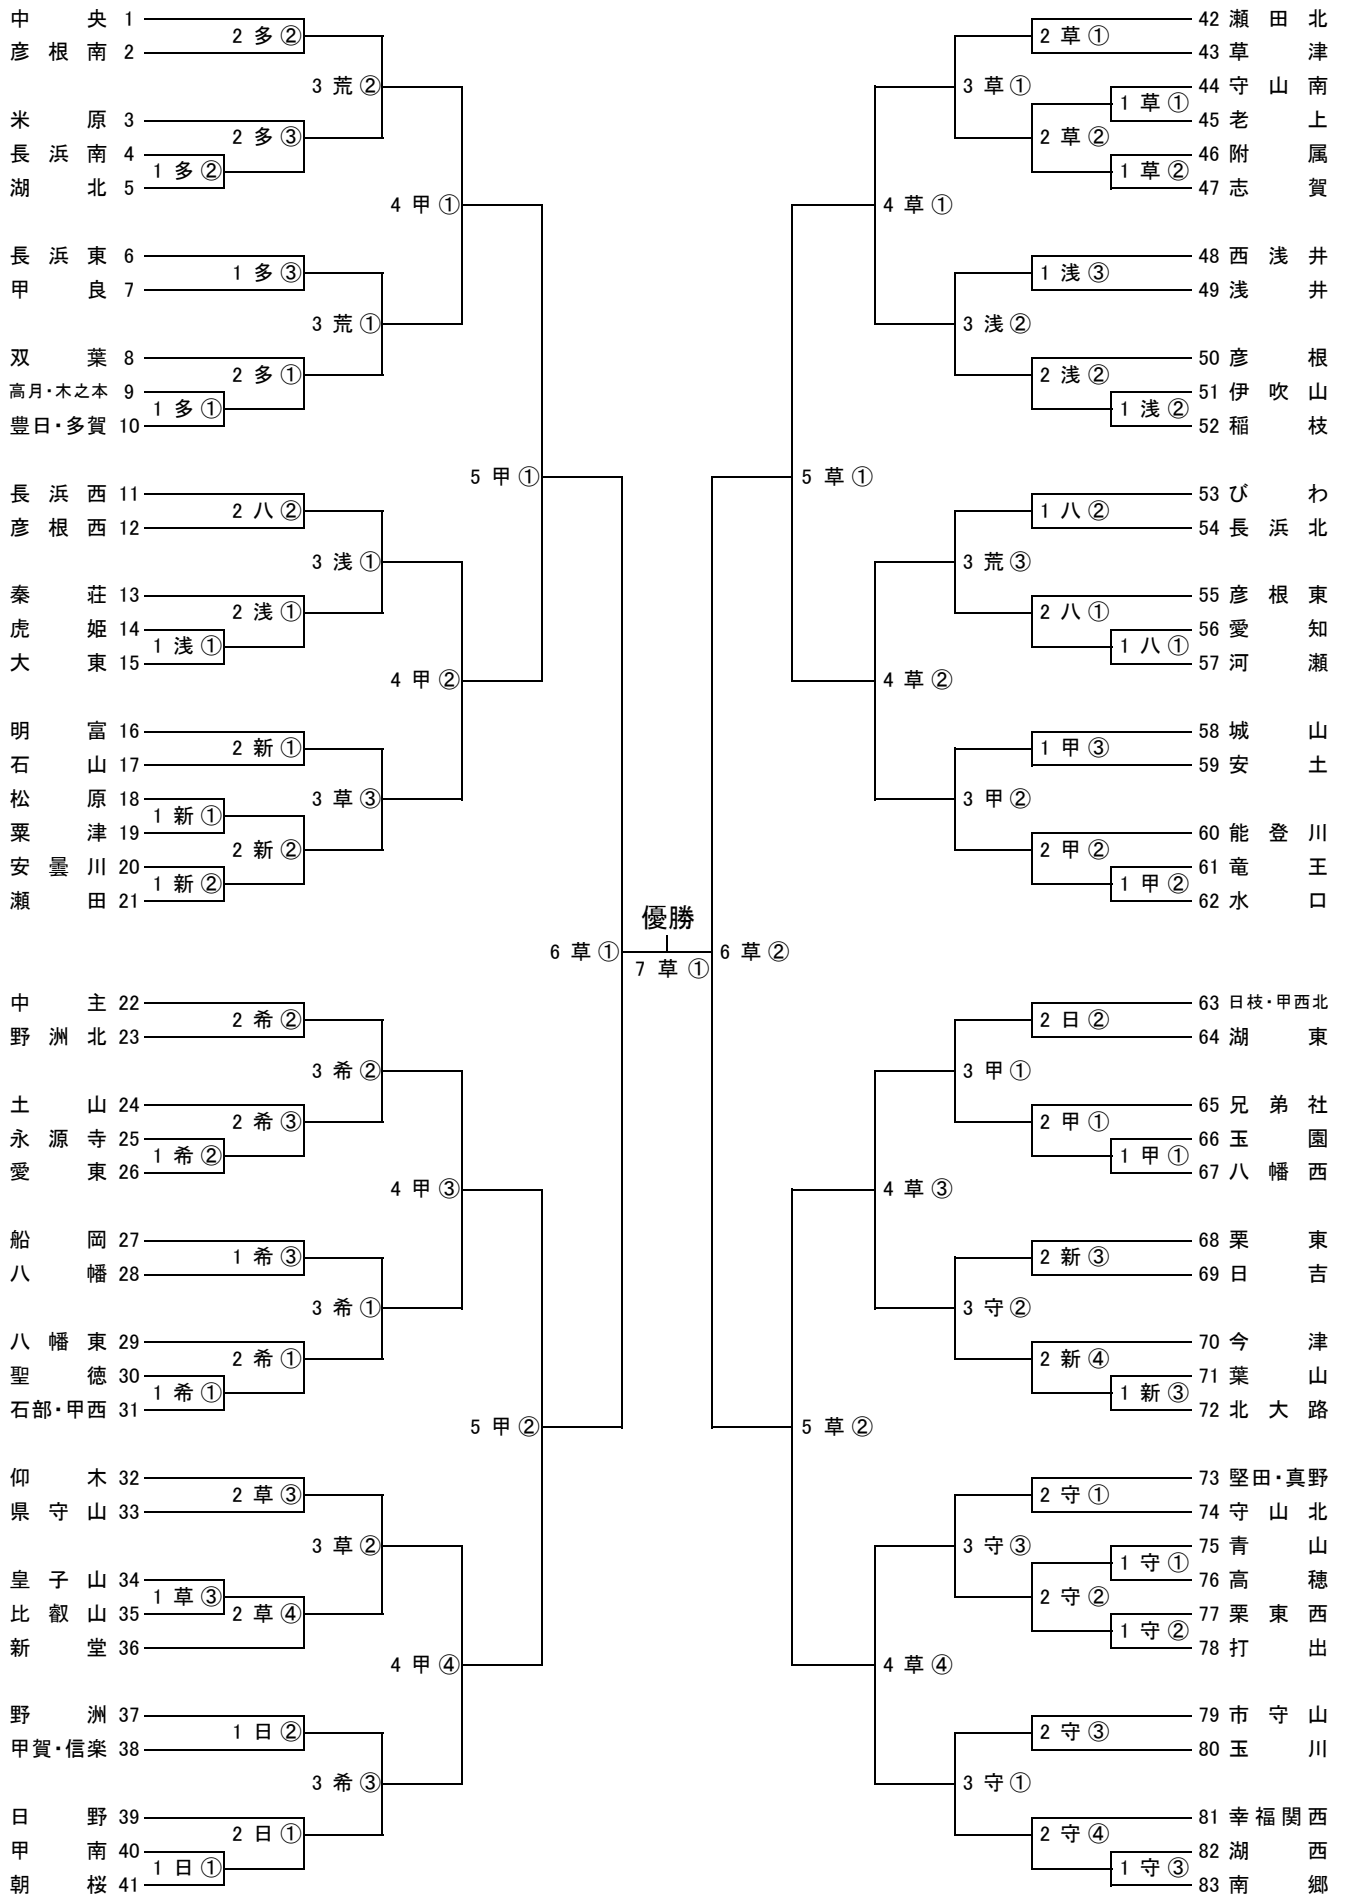 中央 1
2 多 ②
彦根南 2
3 荒 ②
米原 3
2 多 ③
長浜南 4
1 多 ②
湖北 5
4 甲 ①
長浜東 6
1 多 ③
甲良 7
3 荒 ①
双葉 8
2 多 ①
高月・木之本 9
1 多 ①
豊日・多賀 10
5 甲 ①
長浜西 11
2 八 ②
彦根西 12
3 浅 ①
秦荘 13
2 浅 ①
虎姫 14
1 浅 ①
大東 15
4 甲 ②
明富 16
2 新 ①
石山 17
松原 18
3 草 ③
1 新 ①
粟津 19
2 新 ②
安曇川 20
1 新 ②
瀬田 21
6 草 ①
中主 22
2 希 ②
野洲北 23
3 希 ②
土山 24
2 希 ③
永源寺 25
1 希 ②
愛東 26
4 甲 ③
船岡 27
1 希 ③
八幡 28
3 希 ①
八幡東 29
2 希 ①
聖徳 30
1 希 ①
石部・甲西 31
5 甲 ②
仰木 32
2 草 ③
県守山 33
3 草 ②
皇子山 34
1 草 ③
比叡山 35
2 草 ④
新堂 36
4 甲 ④
野洲 37
1 日 ②
甲賀・信楽 38
3 希 ③
日野 39
2 日 ①
甲南 40
1 日 ①
朝桜 41
優勝
7 草 ①
42 瀬田北
2 草 ①
43 草津
3 草 ①
44 守山南
1 草 ①
45 老上
2 草 ②
46 附属
1 草 ②
47 志賀
4 草 ①
48 西浅井
1 浅 ③
49 浅井
3 浅 ②
50 彦根
2 浅 ②
51 伊吹山
1 浅 ②
52 稲枝
5 草 ①
53 びわ
1 八 ②
54 長浜北
3 荒 ③
55 彦根東
2 八 ①
56 愛知
1 八 ①
57 河瀬
4 草 ②
58 城山
1 甲 ③
59 安土
3 甲 ②
60 能登川
2 甲 ②
61 竜王
1 甲 ②
62 水口
6 草 ②
63 日枝・甲西北
2 日 ②
64 湖東
3 甲 ①
65 兄弟社
2 甲 ①
66 玉園
1 甲 ①
67 八幡西
4 草 ③
68 栗東
2 新 ③
69 日吉
3 守 ②
70 今津
2 新 ④
71 葉山
1 新 ③
72 北大路
5 草 ②
73 堅田・真野
2 守 ①
74 守山北
3 守 ③
75 青山
1 守 ①
76 高穂
2 守 ②
77 栗東西
1 守 ②
78 打出
4 草 ④
79 市守山
2 守 ③
80 玉川
3 守 ①
81 幸福関西
2 守 ④
82 湖西
1 守 ③
83 南郷